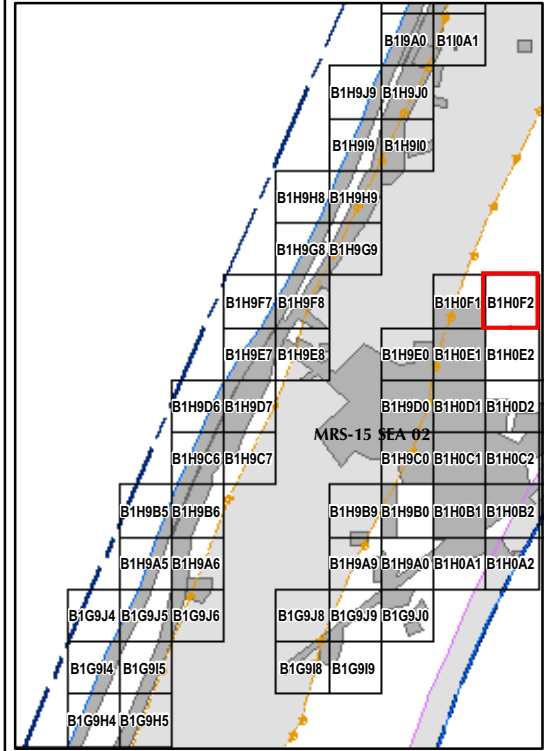 B1I9A0 B1I0A1
B1H9J9 B1H9J0
B1H9I9 B1H9I0
B1H9H8 B1H9H9
B1H9G8 B1H9G9
B1H9F7 B1H9F8 B1H0F1 B1H0F2
B1H9E7 B1H9E8 B1H9E0 B1H0E1 B1H0E2
B1H9D6 B1H9D7 B1H9D0 B1H0D1 B1H0D2
MRS-15 SEA 02
B1H9C6 B1H9C7 B1H9C0 B1H0C1 B1H0C2
B1H9B5 B1H9B6 B1H9B9 B1H9B0 B1H0B1 B1H0B2
B1H9A5 B1H9A6 B1H9A9 B1H9A0 B1H0A1 B1H0A2
B1G9J4 B1G9J5 B1G9J6 B1G9J8 B1G9J9 B1G9J0
B1G9I4 B1G9I5 B1G9I8 B1G9I9
B1G9H4 B1G9H5